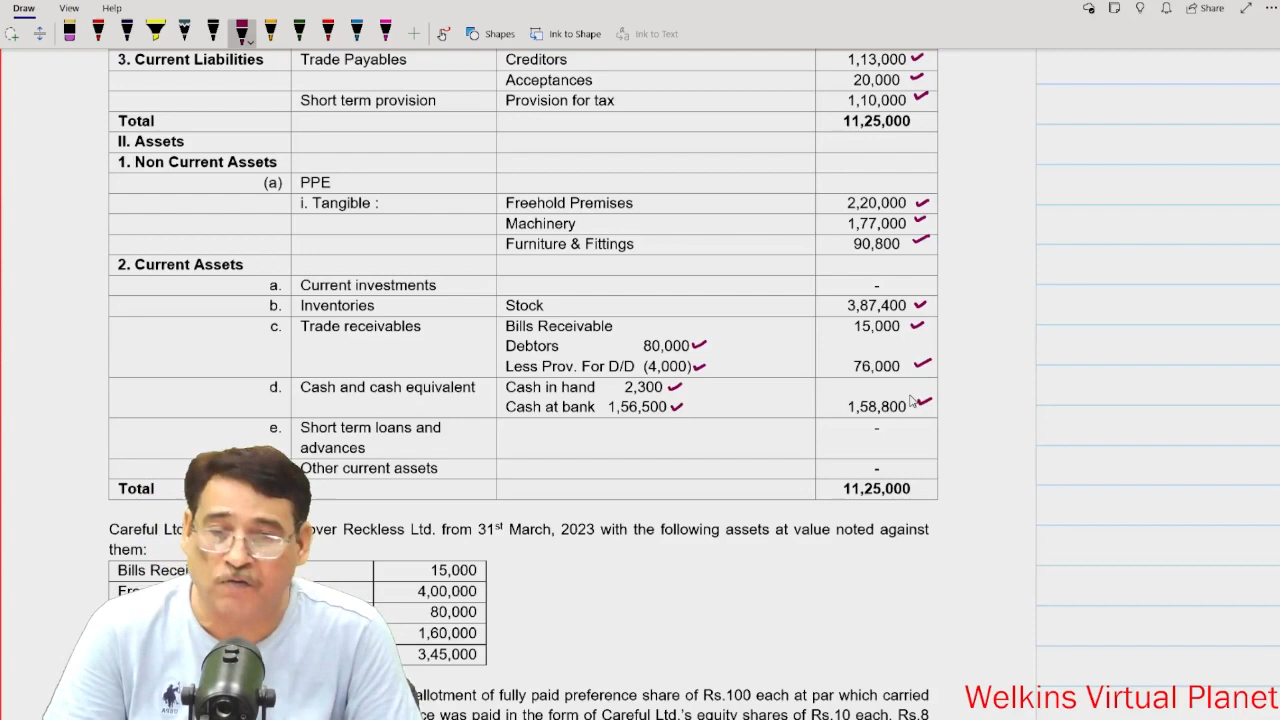 Draw View Help
Share
Shapes Ink to Shape Ink to Text
3. Current Liabilities Trade Payables Creditors 1,13,000
Acceptances 20,000
Short term provision Provision for tax 1,10,000
Total 11,25,000
II. Assets
1. Non Current Assets
(a) PPE
i. Tangible : Freehold Premises 2,20,000
Machinery 1,77,000
Furniture & Fittings 90,800
2. Current Assets
a. Current investments -
b. Inventories Stock 3,87,400
c. Trade receivables Bills Receivable 15,000
Debtors 80,000
Less Prov. For D/D (4,000) 76,000
d. Cash and cash equivalent Cash in hand 2,300
Cash at bank 1,56,500 1,58,800
e. Short term loans and -
advances
Other current assets -
Total 11,25,000
Careful Ltd over Reckless Ltd. from 31st March, 2023 with the following assets at value noted against
them:
Bills Recei 15,000
4,00,000
80,000
1,60,000
3,45,000
allotment of fully paid preference share of Rs.100 each at par which carried
was paid in the form of Careful Ltd.'s equity shares of Rs.10 each, Rs.8
Welkins Virtual Planet